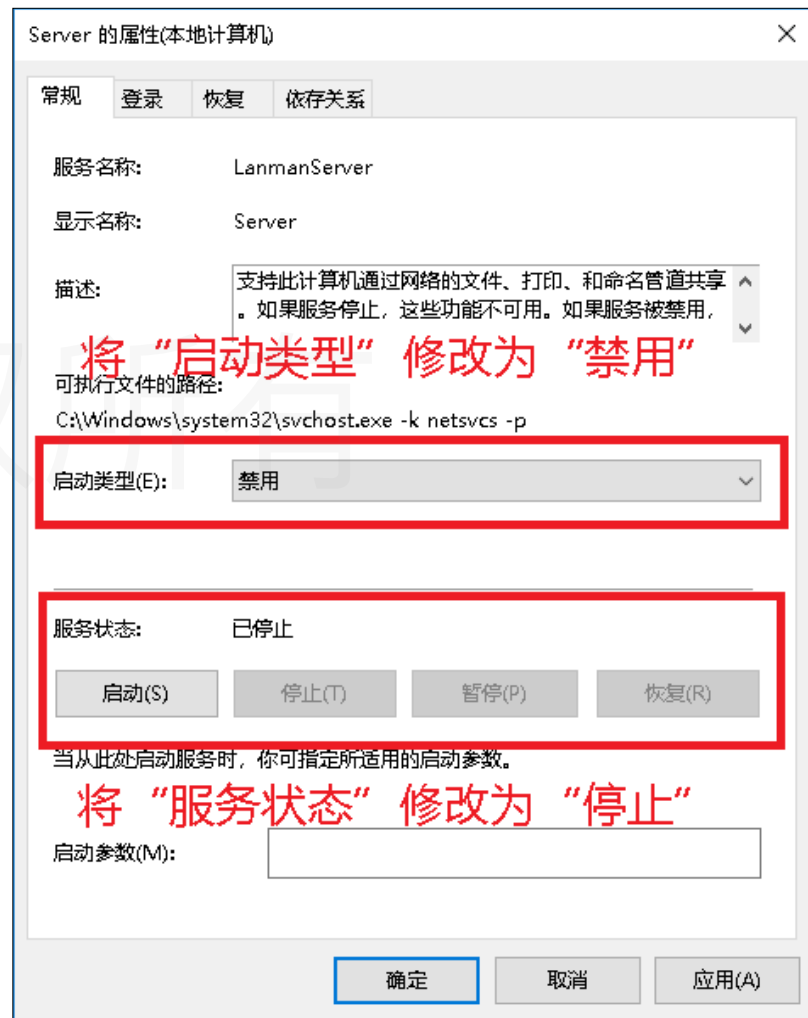 Server 的属性(本地计算机)
常规 登录 恢复 依存关系
服务名称: LanmanServer
显示名称: Server
描述: 支持此计算机通过网络的文件、打印、和命名管道共享
。如果服务停止，这些功能不可用。如果服务被禁用，
将“启动类型”修改为“禁用”
可执行文件的路径:
C:\Windows\system32\svchost.exe -k netsvcs -p
启动类型(E): 禁用
服务状态: 已停止
启动(S) 停止(T) 暂停(P) 恢复(R)
当从此处启动服务时，你可指定所适用的启动参数。
将“服务状态”修改为“停止”
启动参数(M):
确定 取消 应用(A)